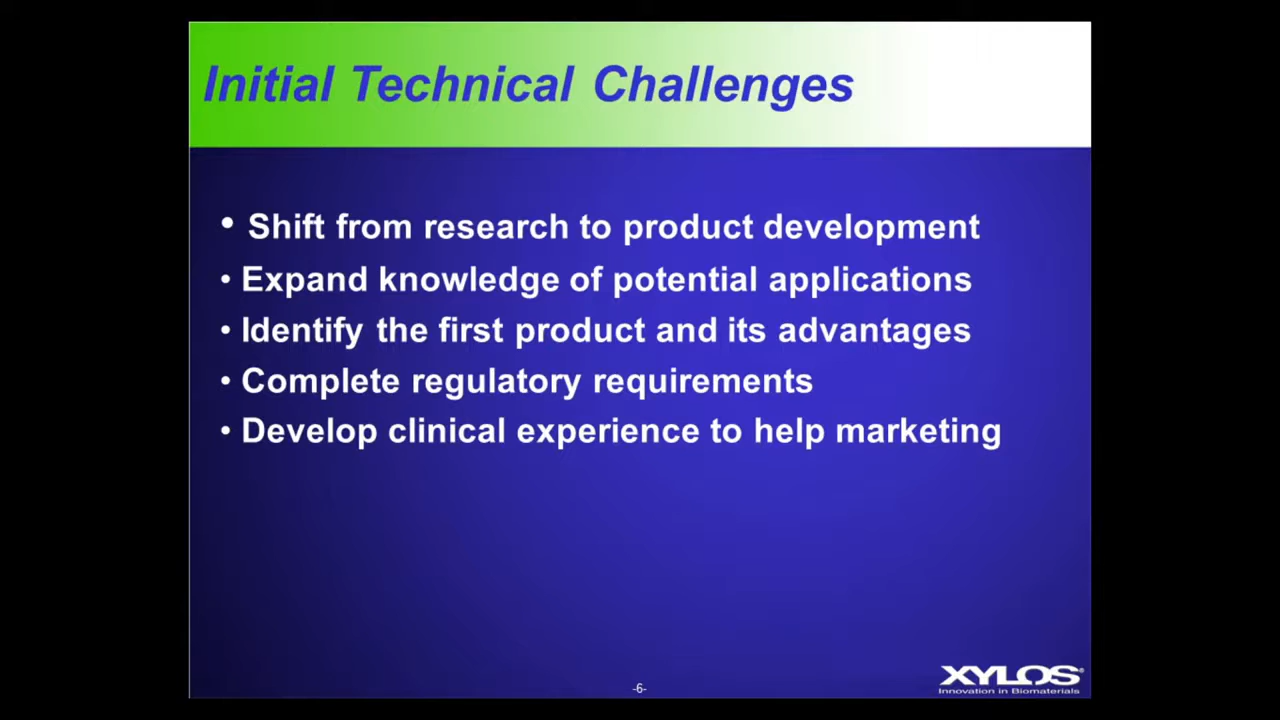 Initial Technical Challenges
• Shift from research to product development
• Expand knowledge of potential applications
• Identify the first product and its advantages
• Complete regulatory requirements
• Develop clinical experience to help marketing
XYLOS®
Innovation in Biomaterials
-6-